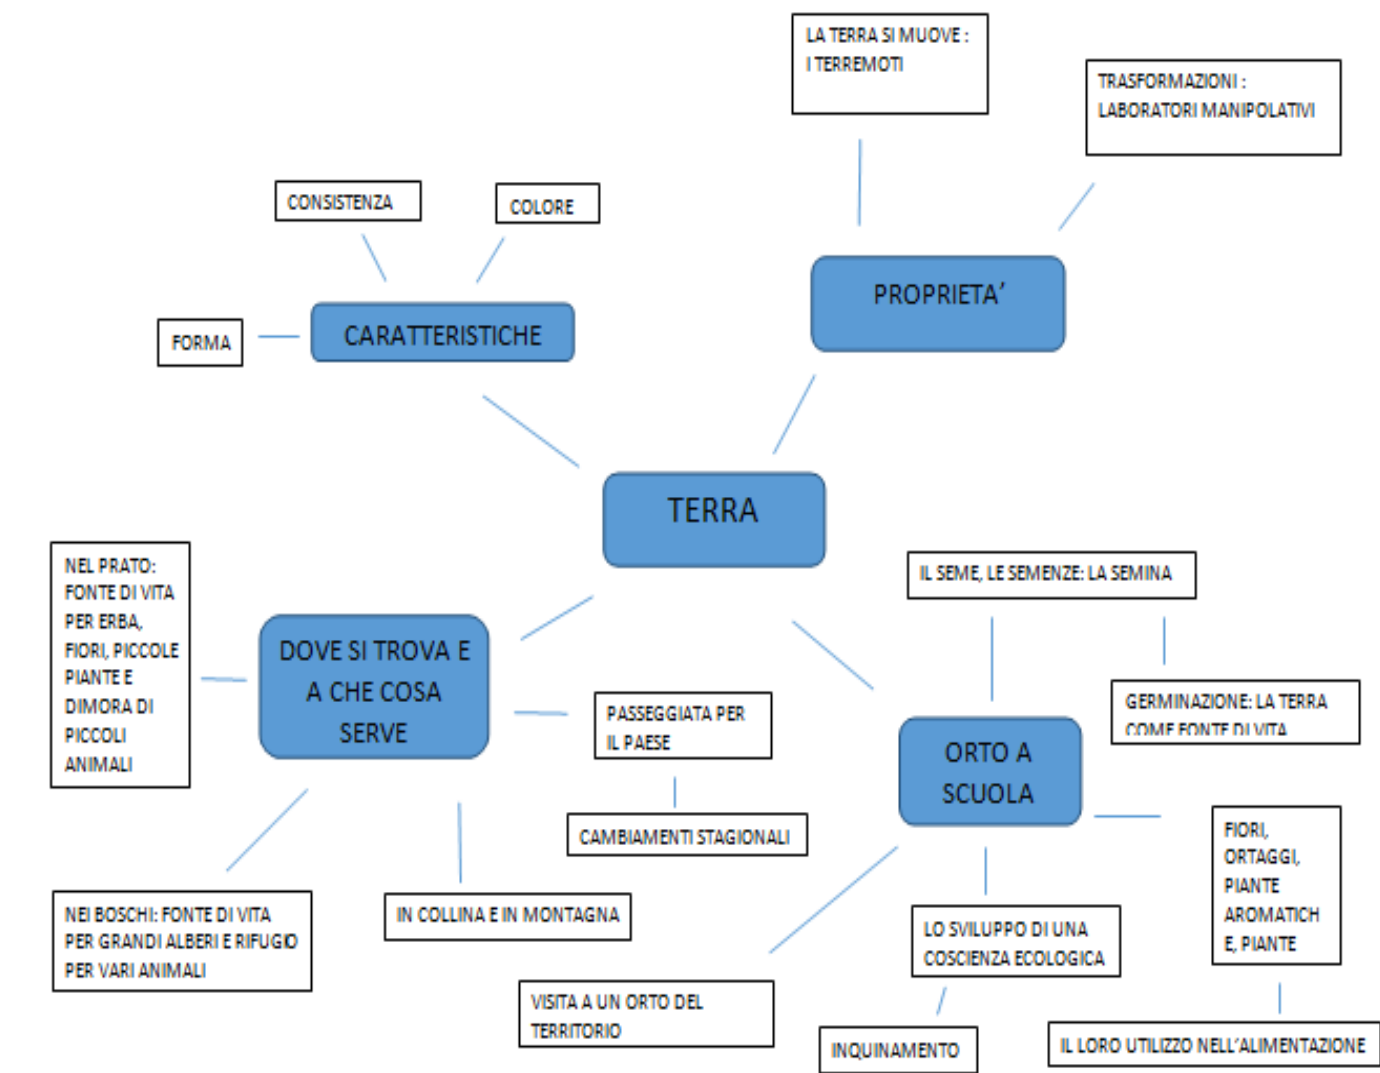 LA TERRA SI MUOVE :
I TERREMOTI
TRASFORMAZIONI :
LABORATORI MANIPOLATIVI
CONSISTENZA
COLORE
PROPRIETA’
FORMA
CARATTERISTICHE
TERRA
NEL PRATO:
FONTE DI VITA
PER ERBA,
FIORI, PICCOLE
PIANTE E
DIMORA DI
PICCOLI
ANIMALI
DOVE SI TROVA E
A CHE COSA
SERVE
IL SEME, LE SEMENZE: LA SEMINA
PASSEGGIATA PER
IL PAESE
GERMINAZIONE: LA TERRA
COME FONTE DI VITA
ORTO A
SCUOLA
CAMBIAMENTI STAGIONALI
FIORI,
ORTAGGI,
PIANTE
AROMATICH
E, PIANTE
NEI BOSCHI: FONTE DI VITA
PER GRANDI ALBERI E RIFUGIO
PER VARI ANIMALI
IN COLLINA E IN MONTAGNA
LO SVILUPPO DI UNA
COSCIENZA ECOLOGICA
VISITA A UN ORTO DEL
TERRITORIO
INQUINAMENTO
IL LORO UTILIZZO NELL’ALIMENTAZIONE